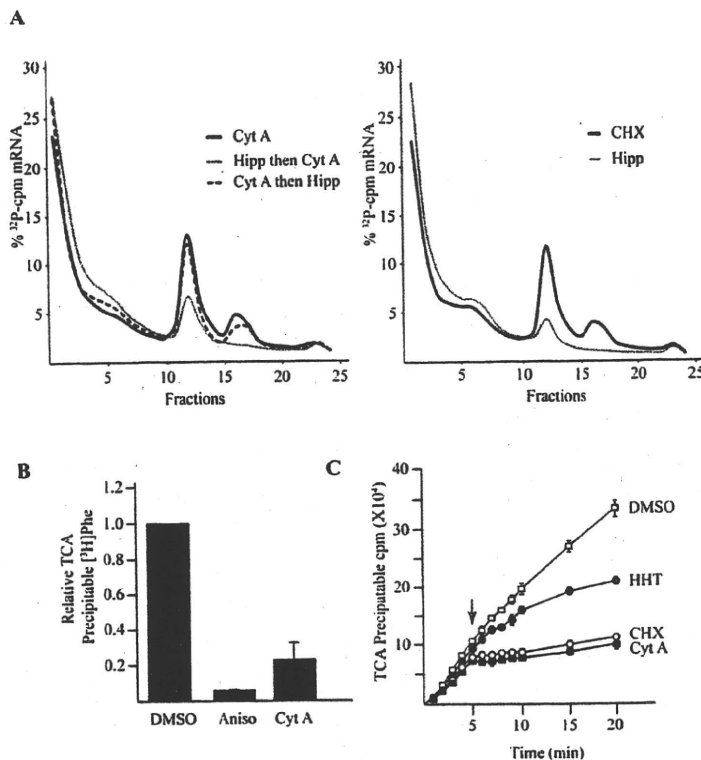 A
% ³²P-cpm mRNA
30
25
20
15
10
5
Cyt A
Hipp then Cyt A
Cyt A then Hipp
5
10
15
20
25
Fractions
% ³²P-cpm mRNA
30
25
20
15
10
5
CHX
Hipp
5
10
15
20
25
Fractions
B
Relative TCA
Precipitable [³H]Phe
1.2
1.0
0.8
0.6
0.4
0.2
DMSO
Aniso
Cyt A
C
TCA Precipatable cpm (X10⁴)
40
30
20
10
DMSO
HHT
CHX
Cyt A
5
10
15
20
Time (min)